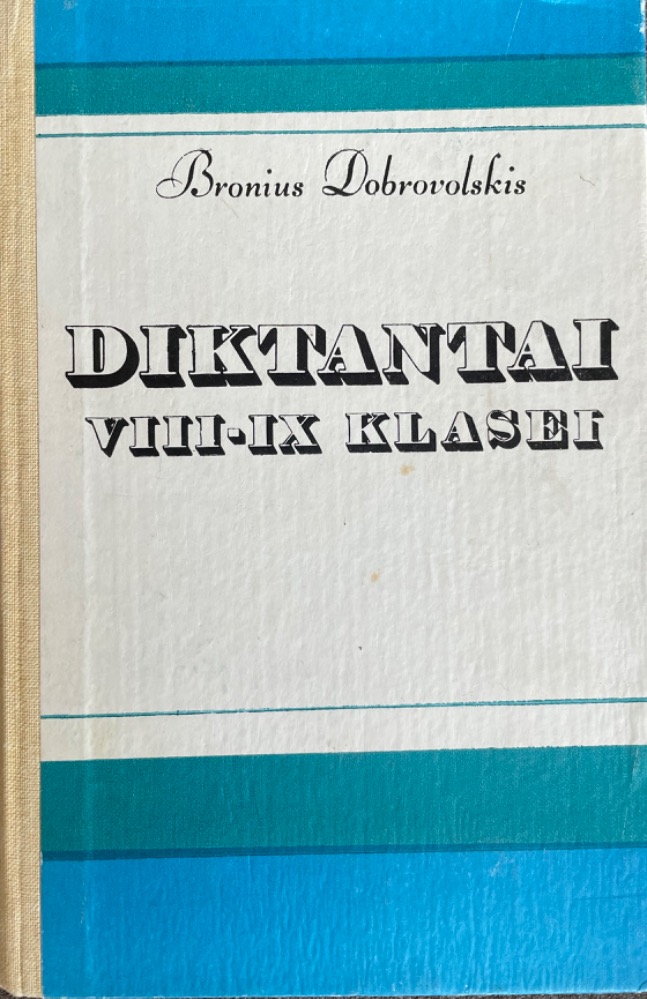 Bronius Dobrovolskis
DIKTANTAI
VIII-IX KLASEI